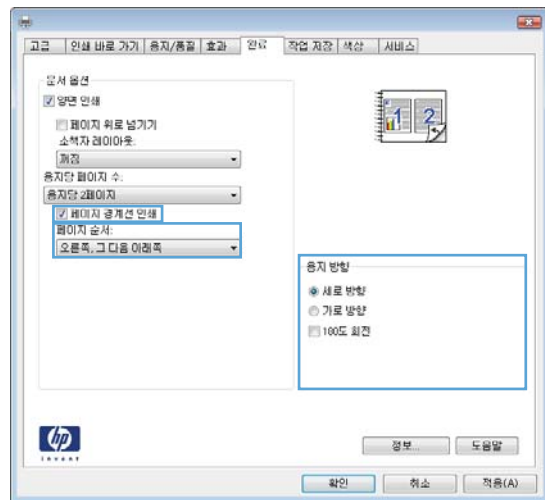 고급 인쇄 바로 가기 용지/품질 효과 완료 작업 저장 색상 서비스
문서 옵션
양면 인쇄
페이지 위로 넘기기
소책자 레이아웃:
꺼짐
용지당 페이지 수:
용지당 2페이지
페이지 경계선 인쇄
페이지 순서:
오른쪽, 그 다음 아래쪽
1 2
용지 방향
세로 방향
가로 방향
180도 회전
hp
invent
정보... 도움말
확인 취소 적용(A)